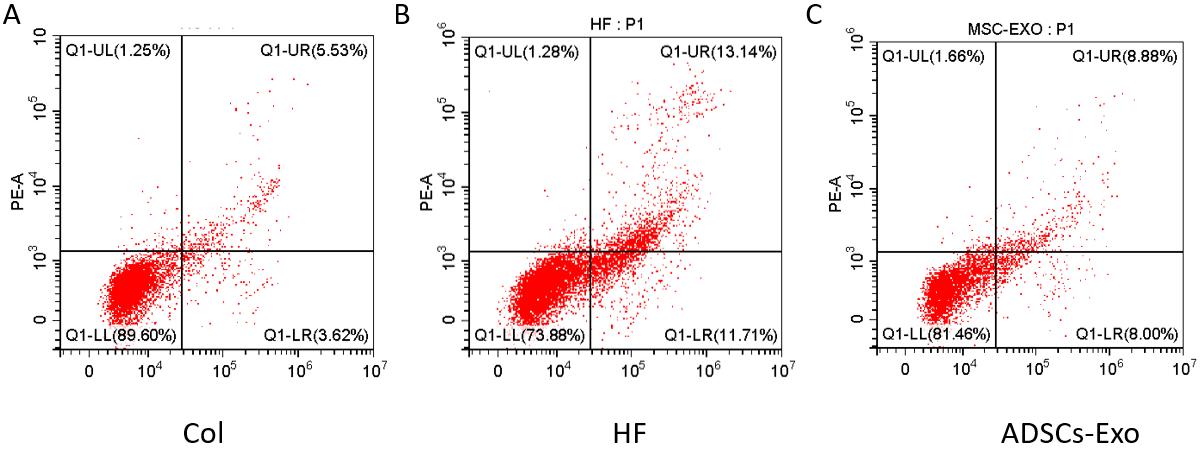 A
Q1-UL(1.25%) Q1-UR(5.53%)
PE-A
10
10^5
10^4
10^3
0
Q1-LL(89.60%) Q1-LR(3.62%)
0 10^4 10^5 10^6 10^7
Col
B
HF : P1
Q1-UL(1.28%) Q1-UR(13.14%)
PE-A
10^6
10^5
10^4
10^3
0
Q1-LL(73.88%) Q1-LR(11.71%)
0 10^4 10^5 10^6 10^7
HF
C
MSC-EXO : P1
Q1-UL(1.66%) Q1-UR(8.88%)
PE-A
10^6
10^5
10^4
10^3
0
Q1-LL(81.46%) Q1-LR(8.00%)
0 10^4 10^5 10^6 10^7
ADSCs-Exo